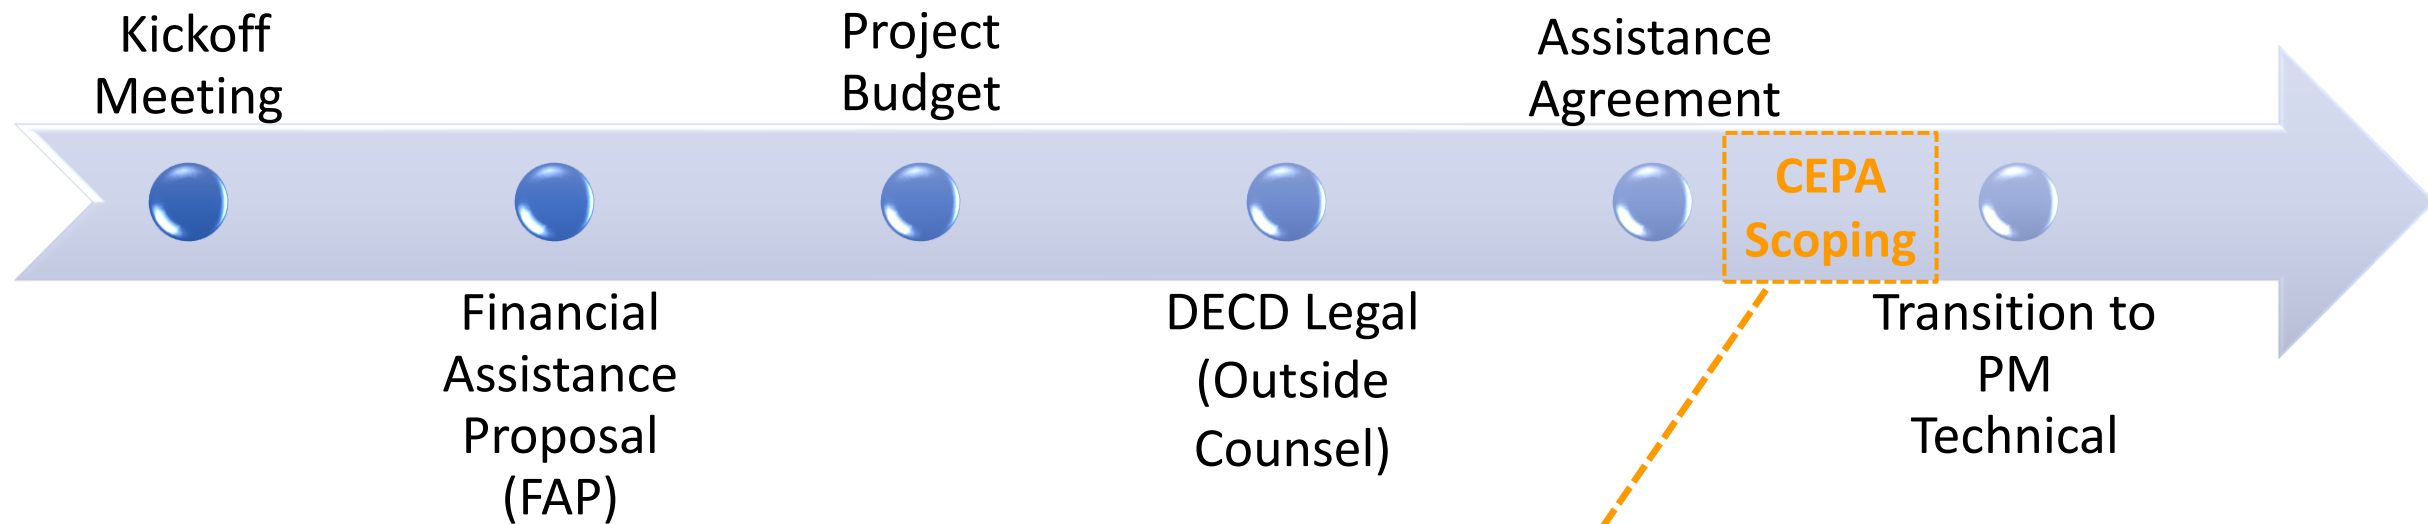 Kickoff
Meeting
Financial
Assistance
Proposal
(FAP)
Project
Budget
DECD Legal
(Outside
Counsel)
Assistance
Agreement
CEPA
Scoping
Transition to
PM
Technical